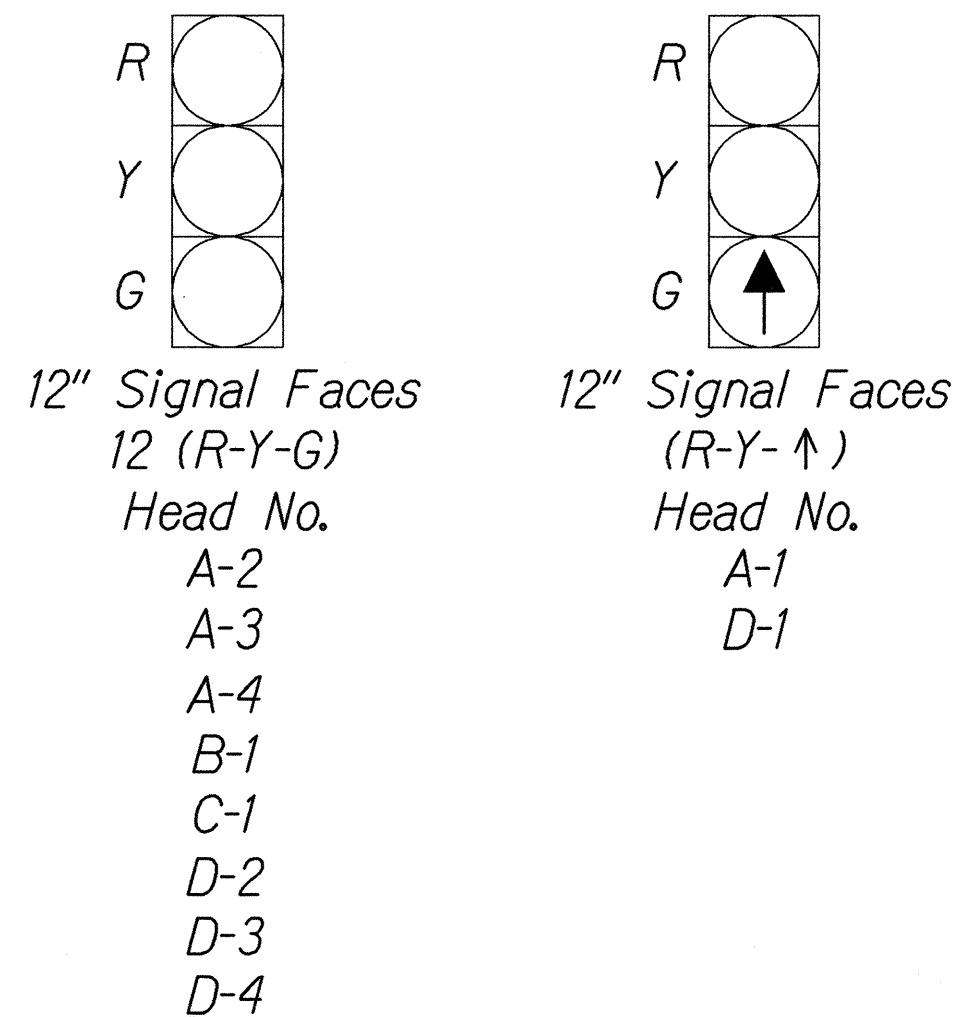 R
Y
G
12" Signal Faces
12 (R-Y-G)
Head No.
A-2
A-3
A-4
B-1
C-1
D-2
D-3
D-4
R
Y
G
12" Signal Faces
(R-Y-↑)
Head No.
A-1
D-1